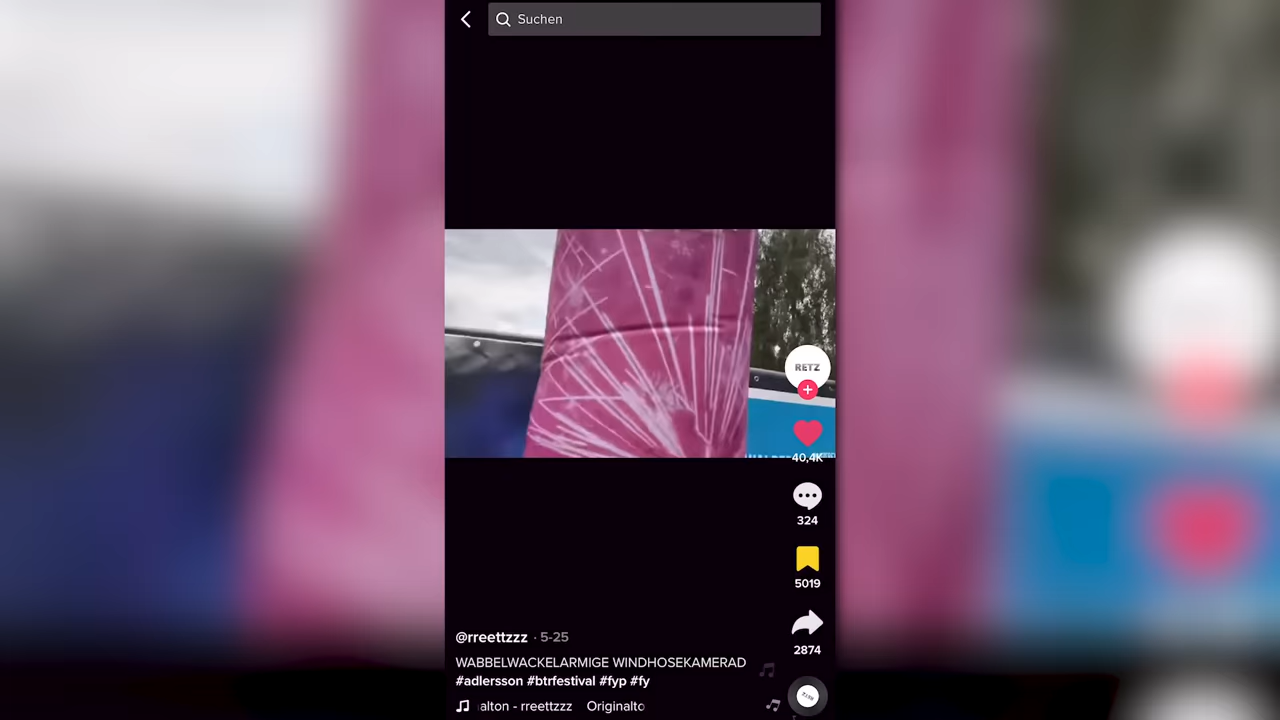 Suchen
RETZ
40,4K
324
5019
2874
@rreettzzz · 5-25
WABBELWACKELARMIGE WINDHOSEKAMERAD
#adlersson #btrfestival #fyp #fy
alton - rreettzzz Originalto
RETZ